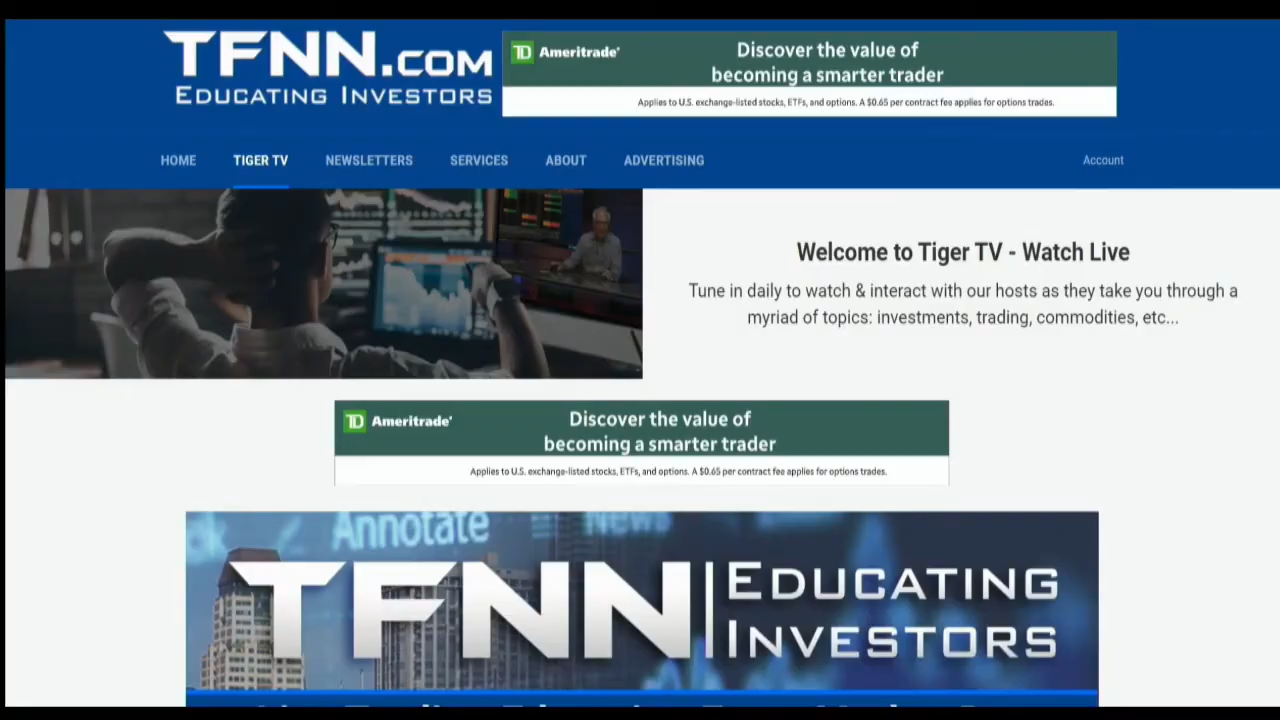 TFNN.COM
EDUCATING INVESTORS
TD Ameritrade
Discover the value of
becoming a smarter trader
Applies to U.S. exchange-listed stocks, ETFs, and options. A $0.65 per contract fee applies for options trades.
HOME TIGER TV NEWSLETTERS SERVICES ABOUT ADVERTISING Account
Welcome to Tiger TV - Watch Live
Tune in daily to watch & interact with our hosts as they take you through a
myriad of topics: investments, trading, commodities, etc...
TD Ameritrade
Discover the value of
becoming a smarter trader
Applies to U.S. exchange-listed stocks, ETFs, and options. A $0.65 per contract fee applies for options trades.
Annotate News
TFNN
EDUCATING
INVESTORS